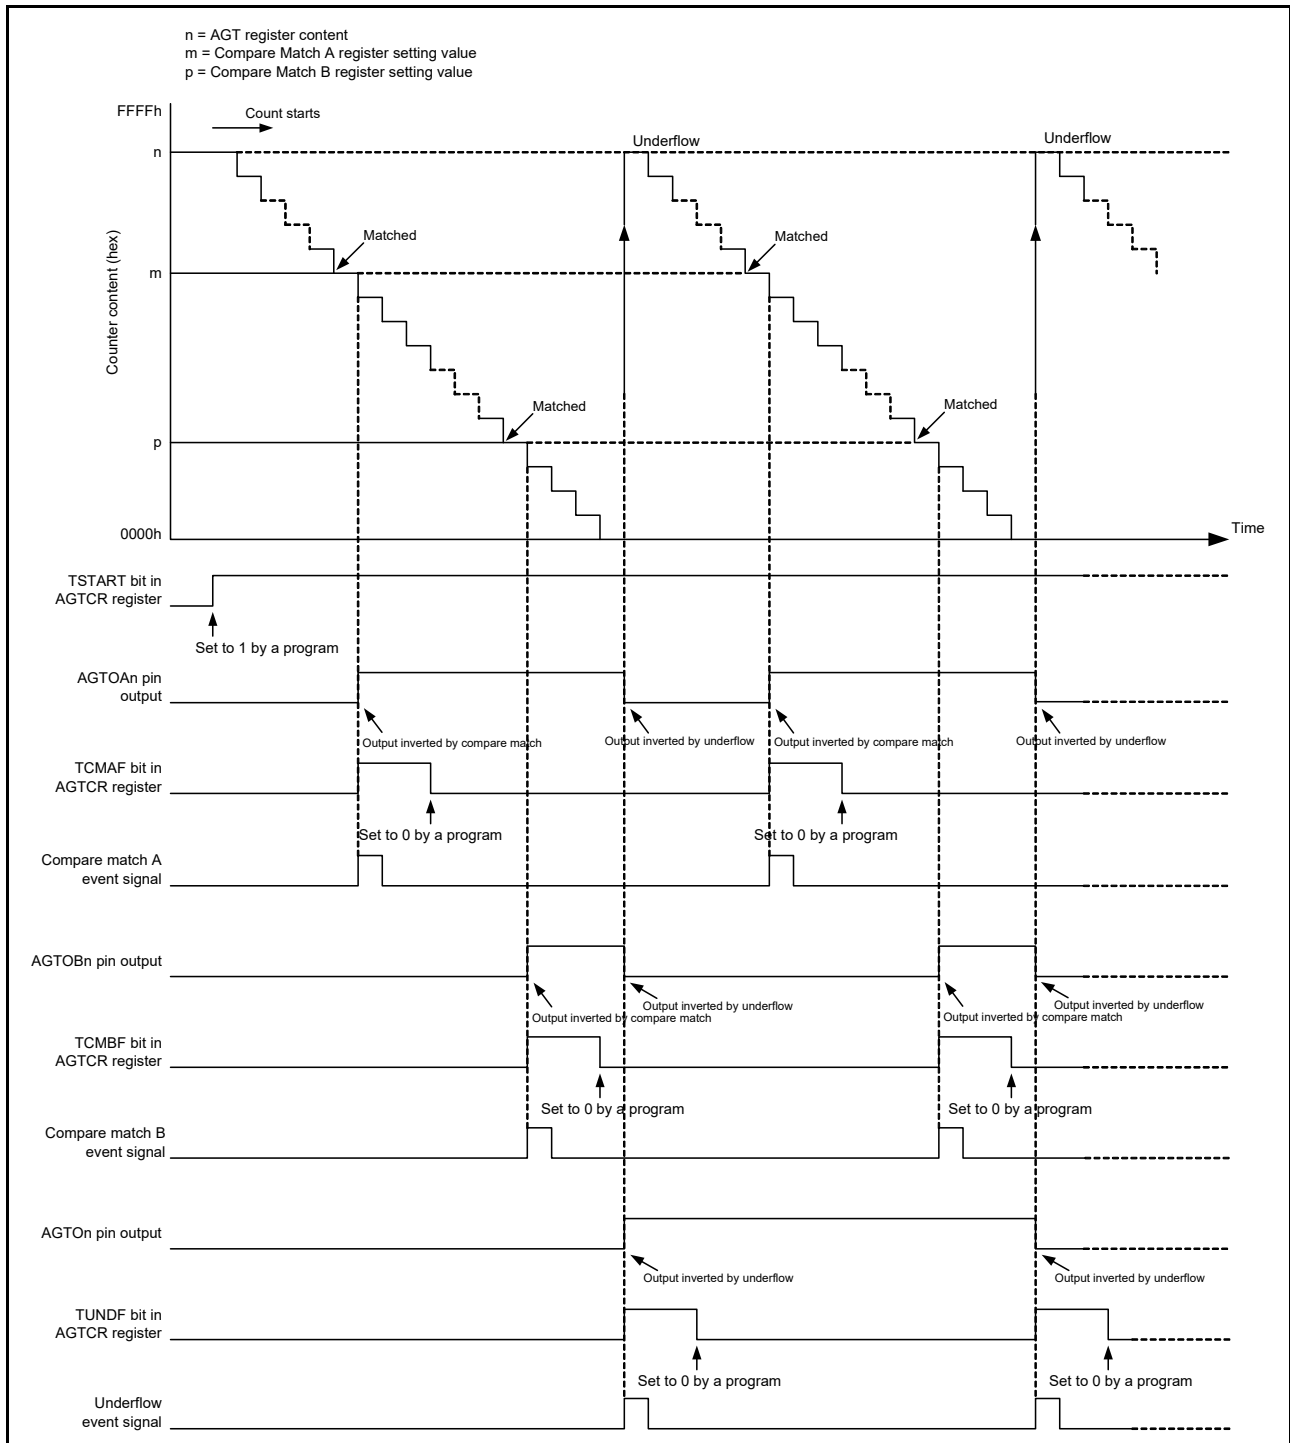 n = AGT register content
m = Compare Match A register setting value
p = Compare Match B register setting value
FFFFh
Count starts
Underflow
Underflow
n
Matched
Matched
Counter content (hex)
m
Matched
Matched
p
0000h
Time
TSTART bit in
AGTCR register
Set to 1 by a program
AGTOAn pin
output
Output inverted by compare match
Output inverted by underflow
Output inverted by compare match
Output inverted by underflow
TCMAF bit in
AGTCR register
Set to 0 by a program
Set to 0 by a program
Compare match A
event signal
AGTOBn pin output
Output inverted by underflow
Output inverted by compare match
Output inverted by underflow
Output inverted by compare match
TCMBF bit in
AGTCR register
Set to 0 by a program
Set to 0 by a program
Compare match B
event signal
AGTOn pin output
Output inverted by underflow
Output inverted by underflow
TUNDF bit in
AGTCR register
Set to 0 by a program
Set to 0 by a program
Underflow
event signal